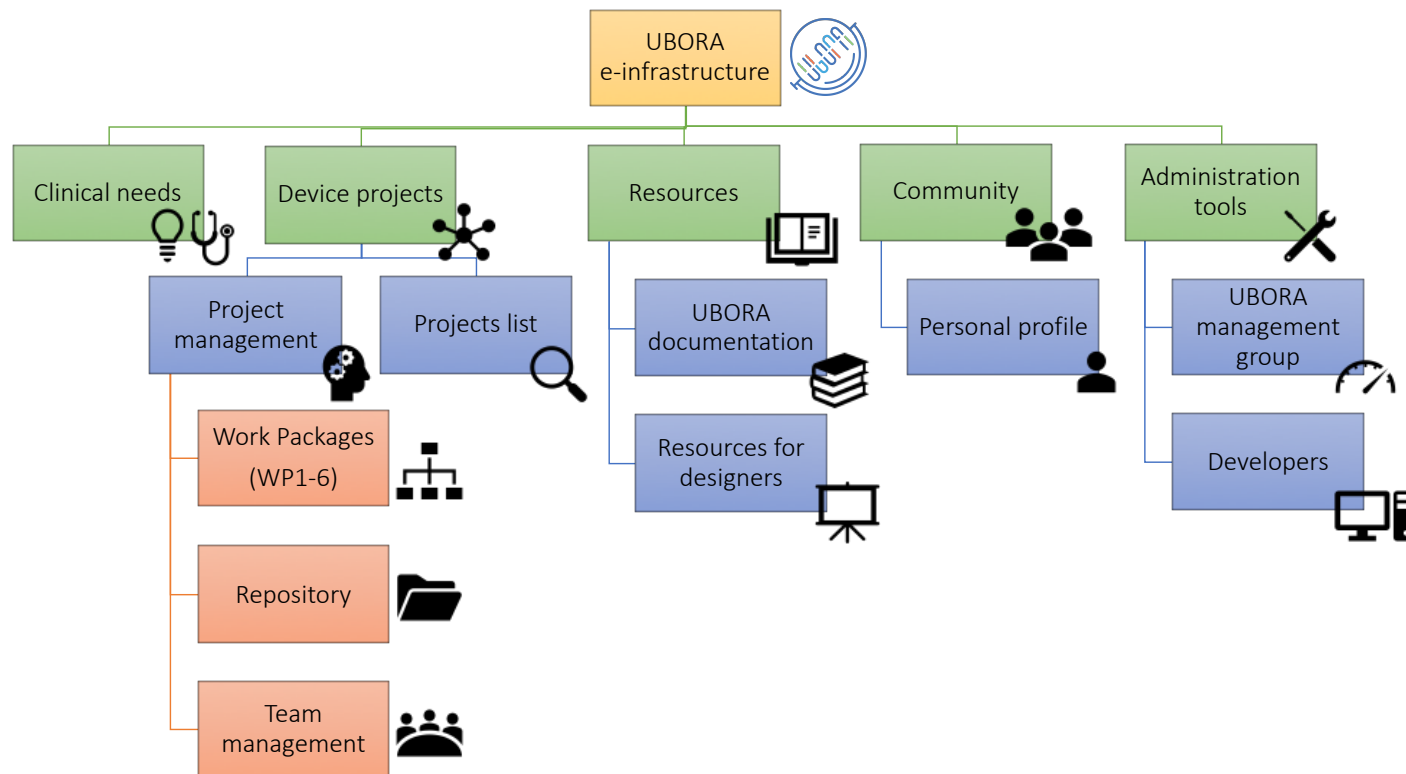 UBORA
e-infrastructure
Clinical needs
Device projects
Resources
Community
Administration
tools
Project
management
Projects list
UBORA
documentation
Personal profile
UBORA
management
group
Work Packages
(WP1-6)
Resources for
designers
Developers
Repository
Team
management